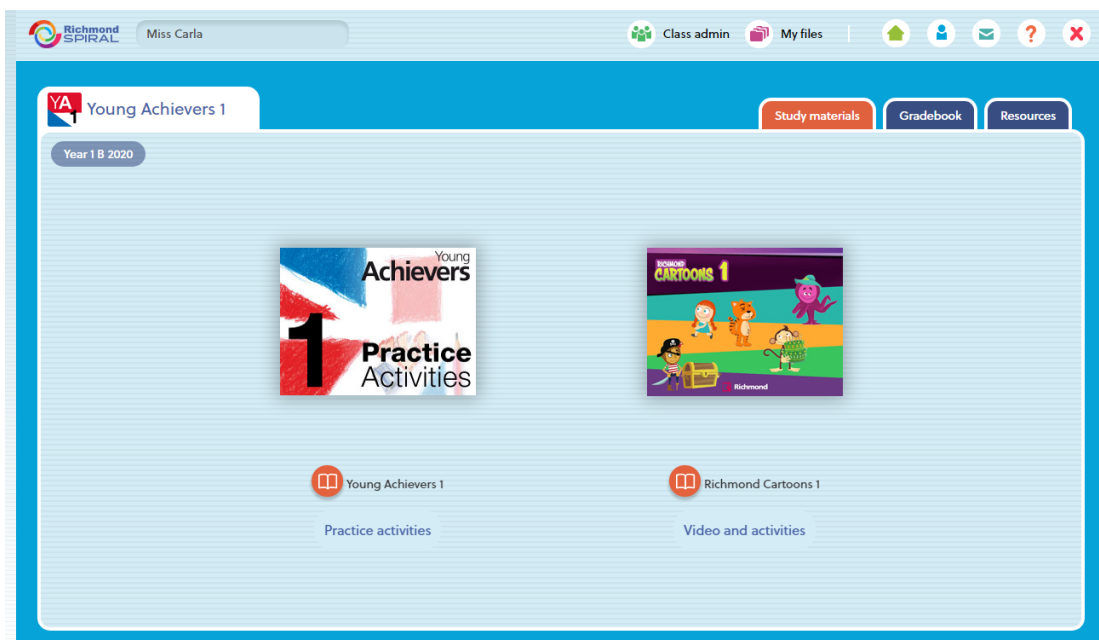 Richmond
SPIRAL
Miss Carla
Class admin
My files
?
YA
1
Young Achievers 1
Study materials
Gradebook
Resources
Year 1 B 2020
Young
Achievers
1
Practice
Activities
RICHMOND
CARTOONS 1
Richmond
Young Achievers 1
Richmond Cartoons 1
Practice activities
Video and activities